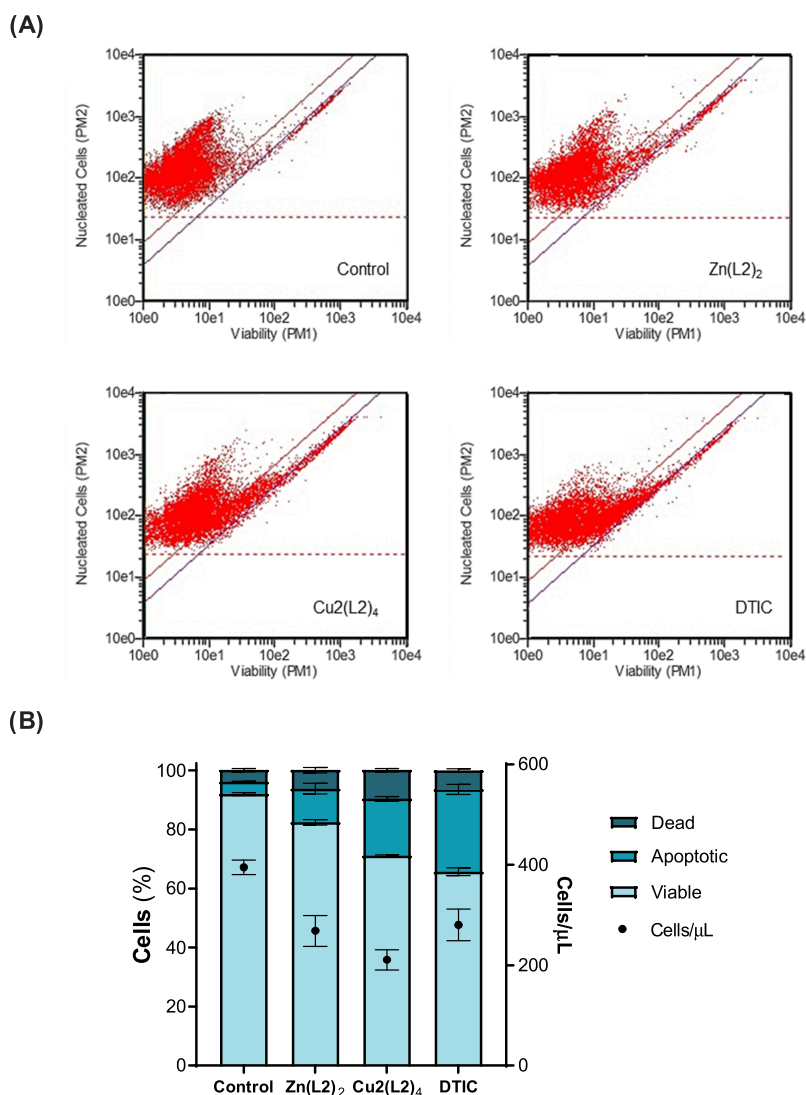 (A)
10e4
10e3
10e2
10e1
10e0
Nucleated Cells (PM2)
Control
10e0 10e1 10e2 10e3 10e4
Viability (PM1)
10e4
10e3
10e2
10e1
10e0
Nucleated Cells (PM2)
Zn(L2)₂
10e0 10e1 10e2 10e3 10e4
Viability (PM1)
10e4
10e3
10e2
10e1
10e0
Nucleated Cells (PM2)
Cu2(L2)₄
10e0 10e1 10e2 10e3 10e4
Viability (PM1)
10e4
10e3
10e2
10e1
10e0
Nucleated Cells (PM2)
DTIC
10e0 10e1 10e2 10e3 10e4
Viability (PM1)
(B)
100
80
60
40
20
0
Cells (%)
600
400
200
0
Cells/μL
Control Zn(L2)₂ Cu2(L2)₄ DTIC
Dead
Apoptotic
Viable
Cells/μL